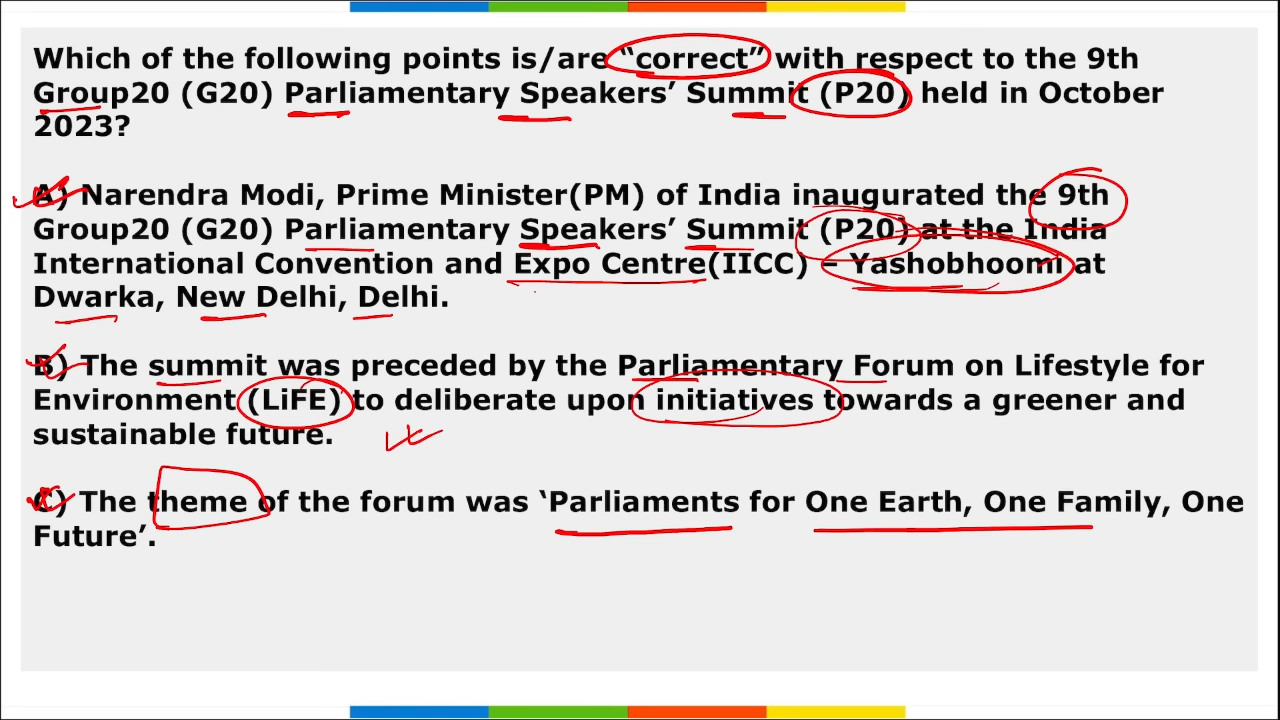 Which of the following points is/are “correct” with respect to the 9th
Group20 (G20) Parliamentary Speakers’ Summit (P20) held in October
2023?
A) Narendra Modi, Prime Minister(PM) of India inaugurated the 9th
Group20 (G20) Parliamentary Speakers’ Summit (P20) at the India
International Convention and Expo Centre(IICC) – Yashobhoomi at
Dwarka, New Delhi, Delhi.
B) The summit was preceded by the Parliamentary Forum on Lifestyle for
Environment (LiFE) to deliberate upon initiatives towards a greener and
sustainable future.
C) The theme of the forum was ‘Parliaments for One Earth, One Family, One
Future’.